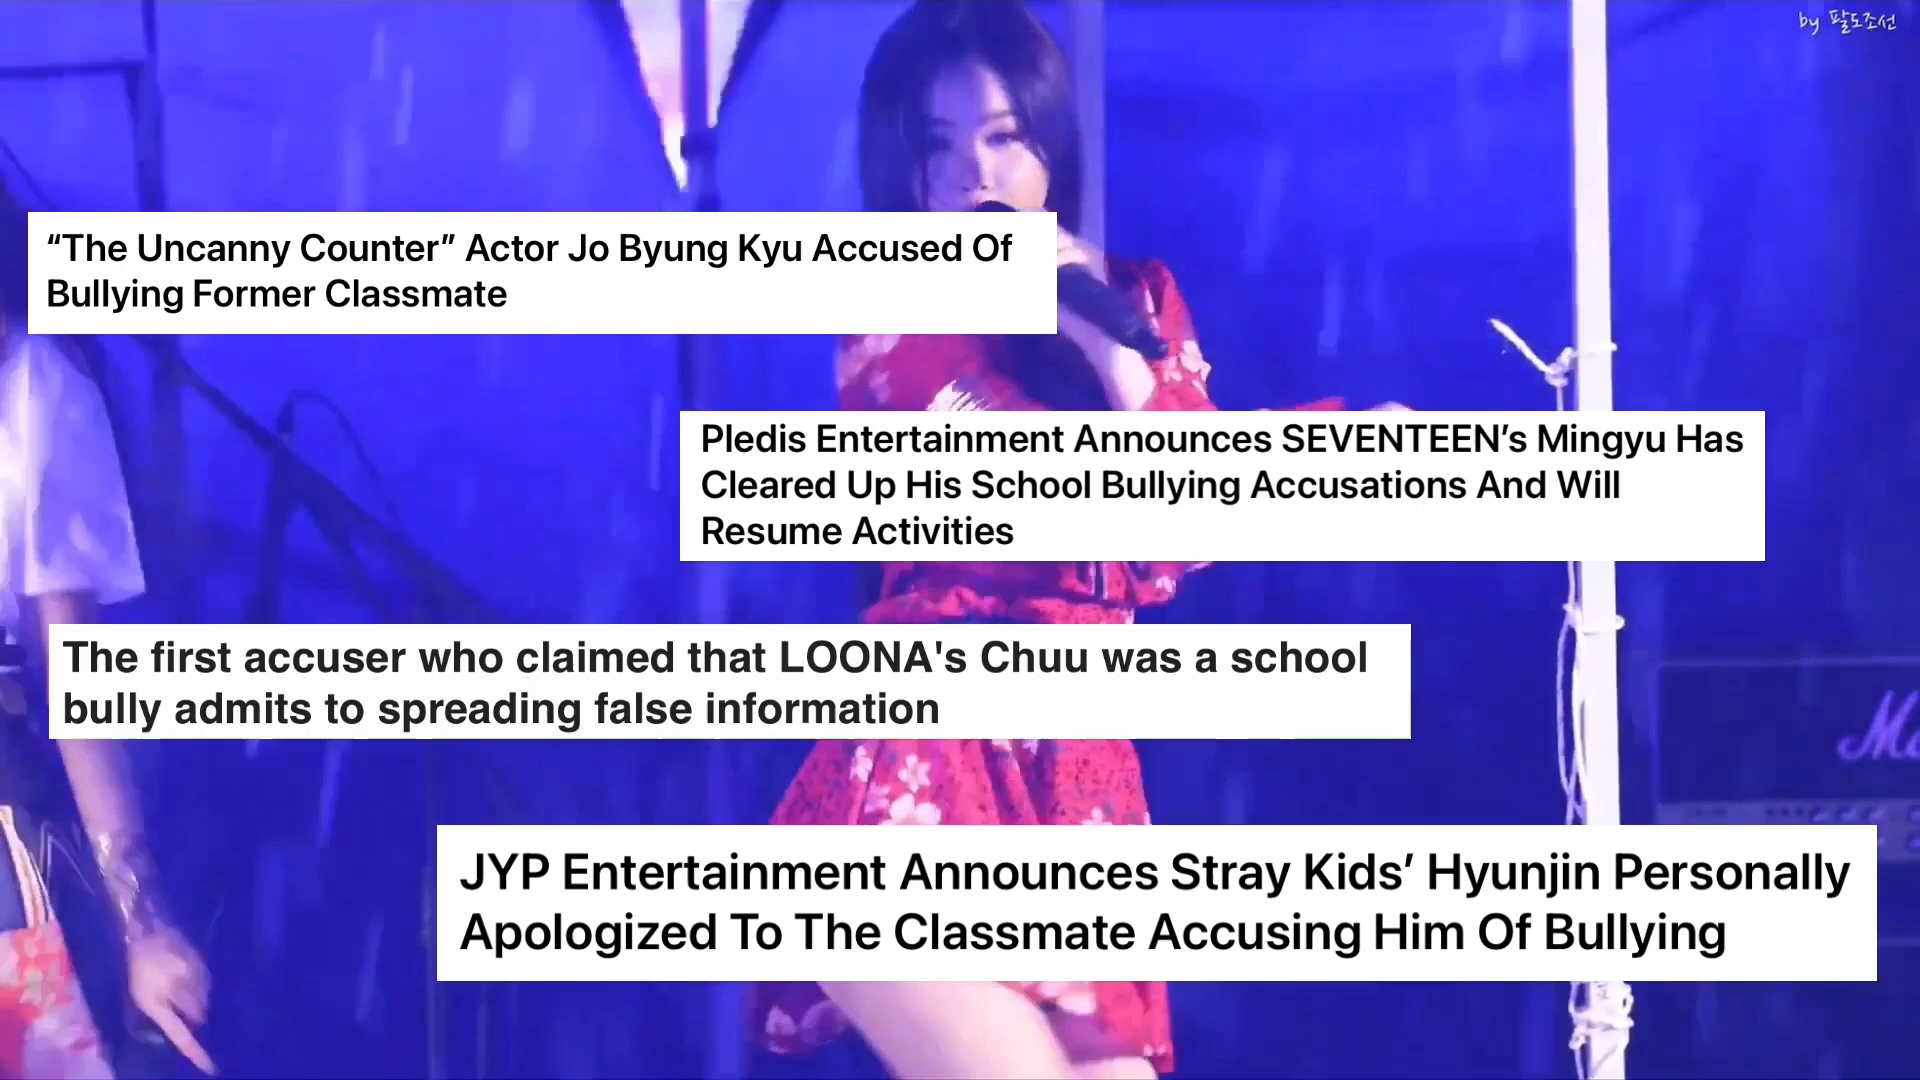 by 팔도조선
“The Uncanny Counter” Actor Jo Byung Kyu Accused Of
Bullying Former Classmate
Pledis Entertainment Announces SEVENTEEN’s Mingyu Has
Cleared Up His School Bullying Accusations And Will
Resume Activities
The first accuser who claimed that LOONA's Chuu was a school
bully admits to spreading false information
JYP Entertainment Announces Stray Kids’ Hyunjin Personally
Apologized To The Classmate Accusing Him Of Bullying